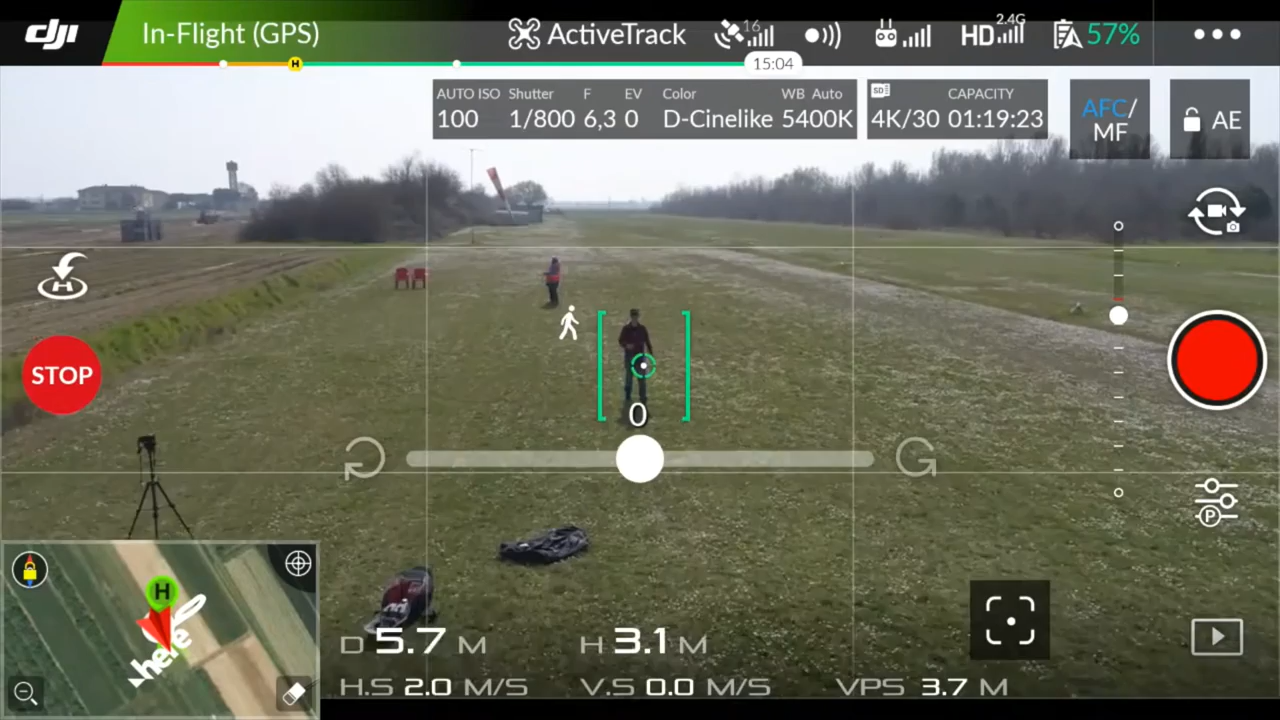 dji In-Flight (GPS) ActiveTrack 16 HD 2.4G 57%
H 15:04
AUTO ISO Shutter F EV Color WB Auto SD CAPACITY
100 1/800 6,3 0 D-Cinelike 5400K 4K/30 01:19:23
AFC/
MF
AE
H
STOP
0
P
H
here
D 5.7 M H 3.1 M
H.S 2.0 M/S V.S 0.0 M/S VPS 3.7 M